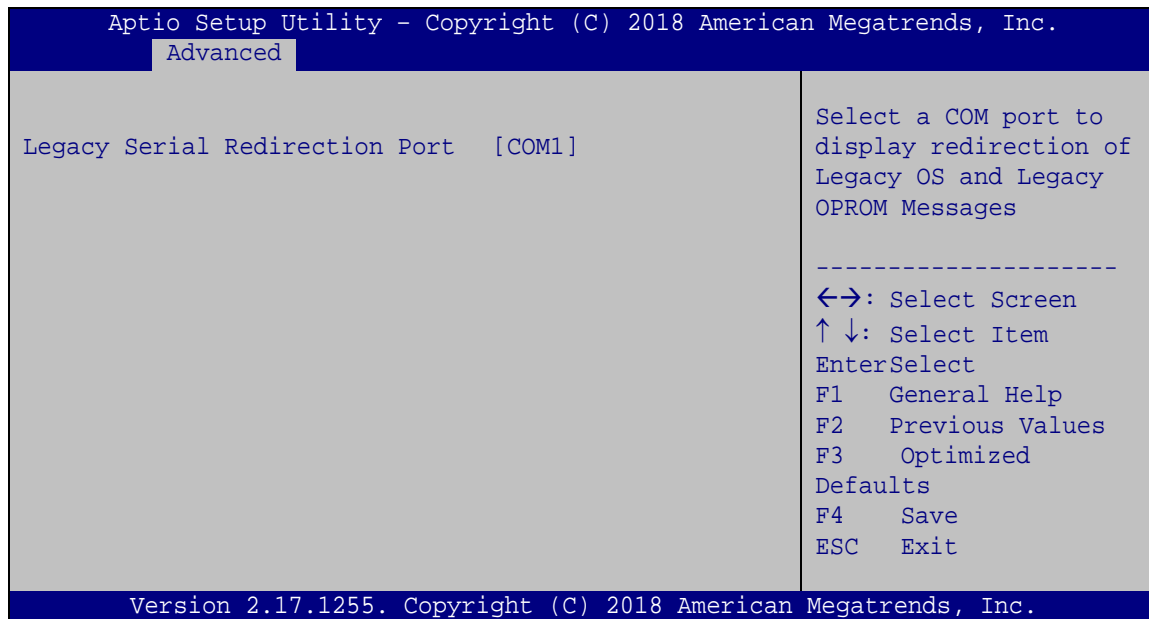 Aptio Setup Utility – Copyright (C) 2018 American Megatrends, Inc.
Advanced
Legacy Serial Redirection Port [COM1]
Select a COM port to
display redirection of
Legacy OS and Legacy
OPROM Messages
---------------------
←→: Select Screen
↑ ↓: Select Item
EnterSelect
F1 General Help
F2 Previous Values
F3 Optimized
Defaults
F4 Save
ESC Exit
Version 2.17.1255. Copyright (C) 2018 American Megatrends, Inc.